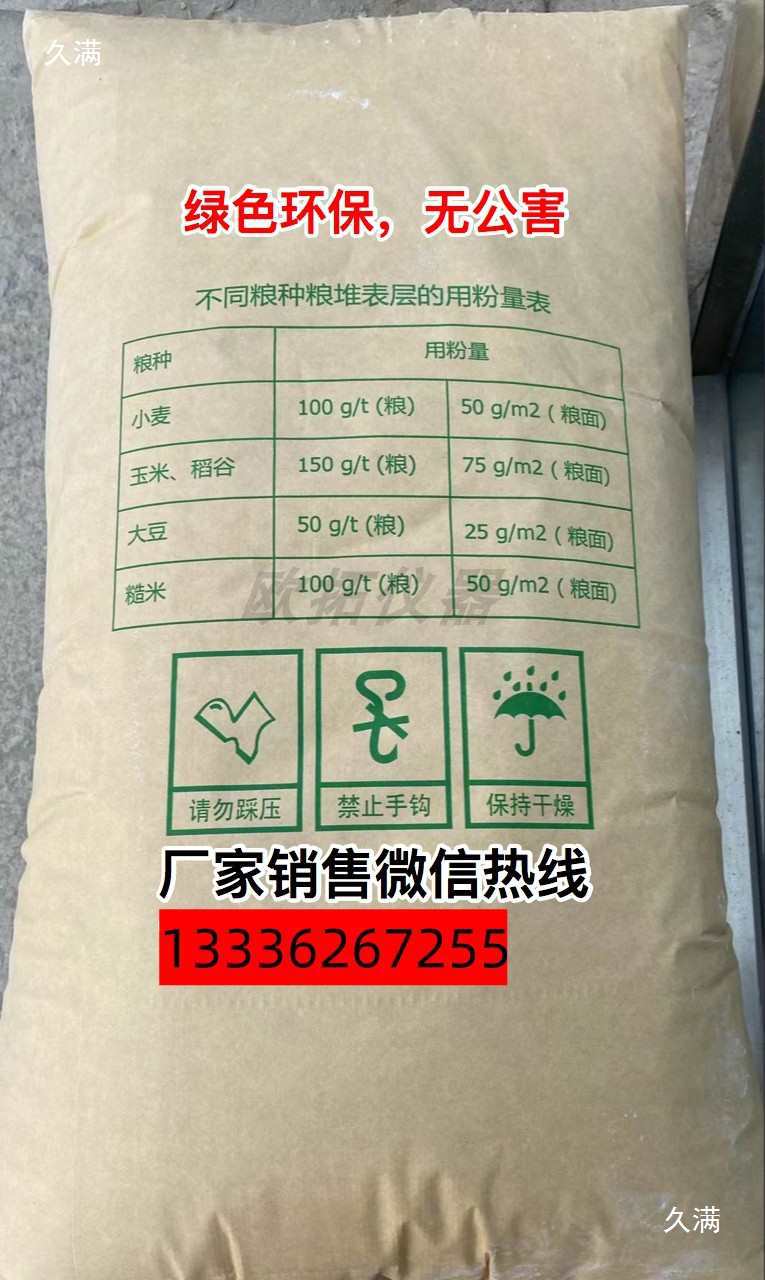 久满
绿色环保，无公害
不同粮种粮堆表层的用粉量表
粮种 用粉量
小麦 100 g/t (粮) 50 g/m2 ( 粮面)
玉米、稻谷 150 g/t (粮) 75 g/m2 ( 粮面)
大豆 50 g/t (粮) 25 g/m2 ( 粮面)
糙米 100 g/t (粮) 50 g/m2 ( 粮面)
欧拓仪器
请勿踩压 禁止手钩 保持干燥
厂家销售微信热线
13336267255
久满